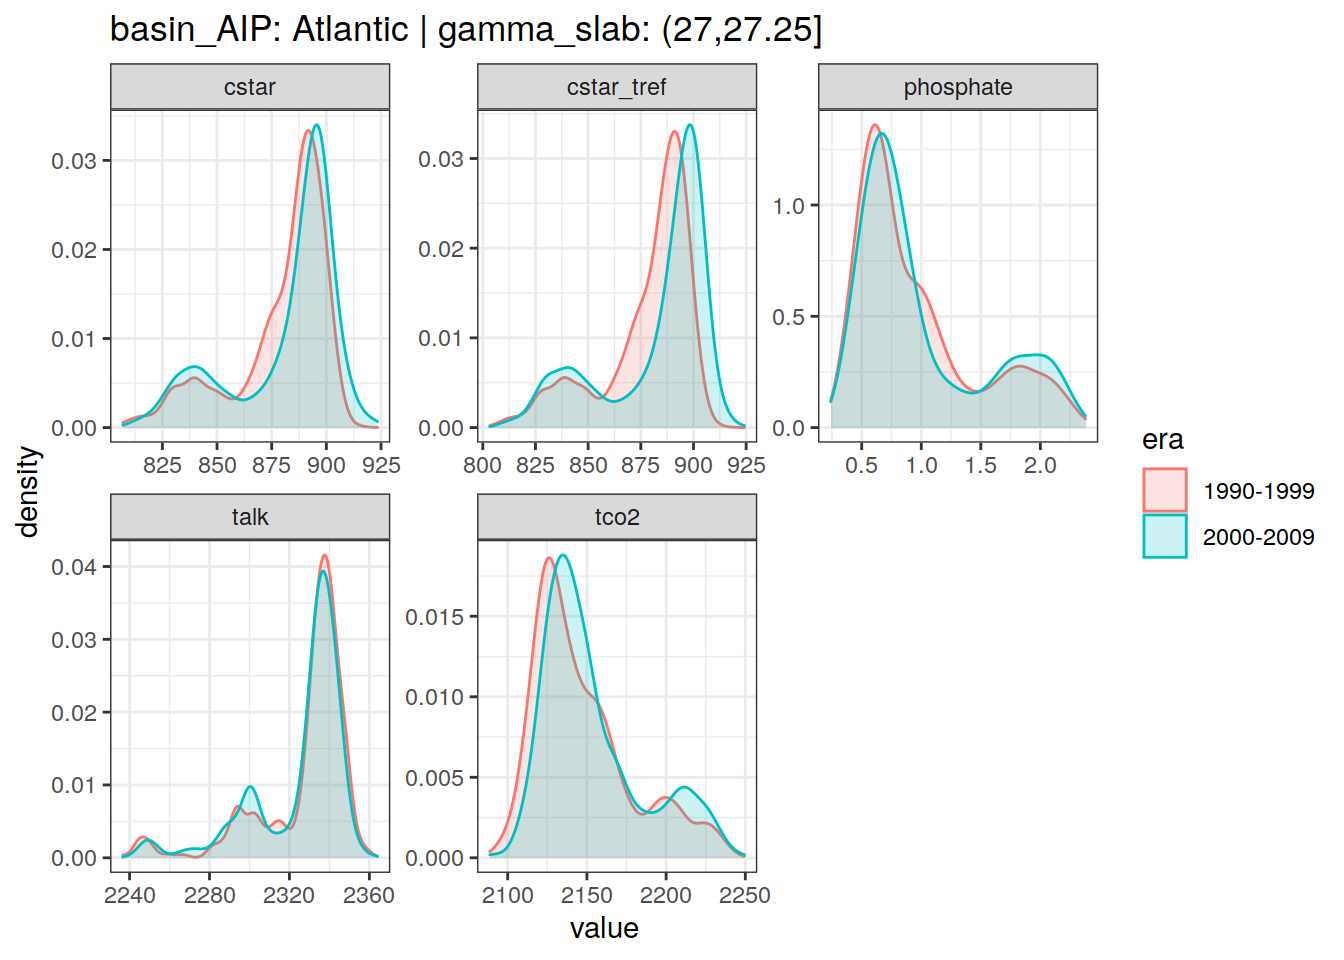 basin_AIP: Atlantic | gamma_slab: (27,27.25]
cstar
cstar_tref
phosphate
0.03
0.02
0.01
0.00
825 850 875 900 925
0.03
0.02
0.01
0.00
800 825 850 875 900 925
1.0
0.5
0.0
0.5 1.0 1.5 2.0
density
talk
tco2
0.04
0.03
0.02
0.01
0.00
2240 2280 2320 2360
0.015
0.010
0.005
0.000
2100 2150 2200 2250
value
era
1990-1999
2000-2009